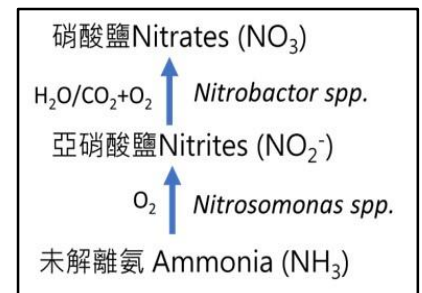 硝酸鹽Nitrates (NO₃)
H₂O/CO₂+O₂ Nitrobactor spp.
亞硝酸鹽Nitrites (NO₂⁻)
O₂ Nitrosomonas spp.
未解離氨 Ammonia (NH₃)